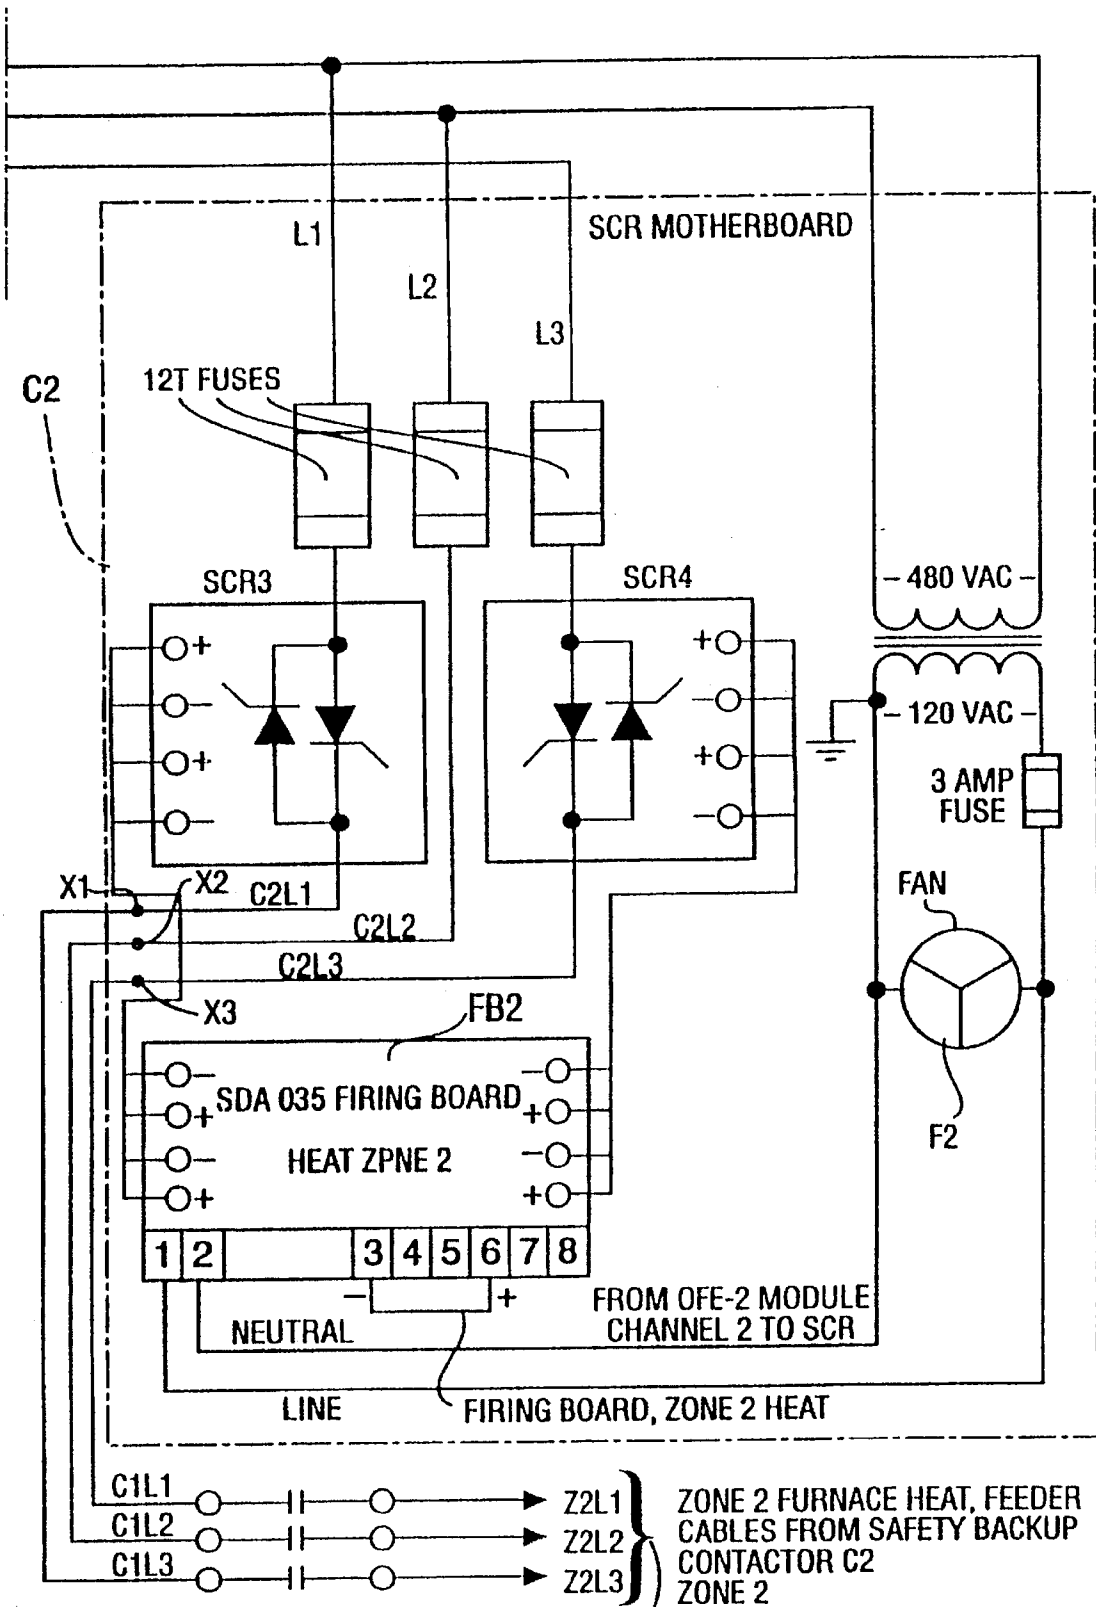 SCR MOTHERBOARD
L1
L2
L3
C2
12T FUSES
SCR3
SCR4
- 480 VAC -
+
+
-
-
+
+
-
-
- 120 VAC -
3 AMP
FUSE
X1
X2
C2L1
FAN
C2L2
C2L3
X3
FB2
-
-
SDA 035 FIRING BOARD
+
+
F2
HEAT ZPNE 2
-
-
+
+
1 2 3 4 5 6 7 8
- +
FROM OFE-2 MODULE
CHANNEL 2 TO SCR
NEUTRAL
LINE
FIRING BOARD, ZONE 2 HEAT
C1L1
Z2L1
C1L2
Z2L2
C1L3
Z2L3
ZONE 2 FURNACE HEAT, FEEDER
CABLES FROM SAFETY BACKUP
CONTACTOR C2
ZONE 2